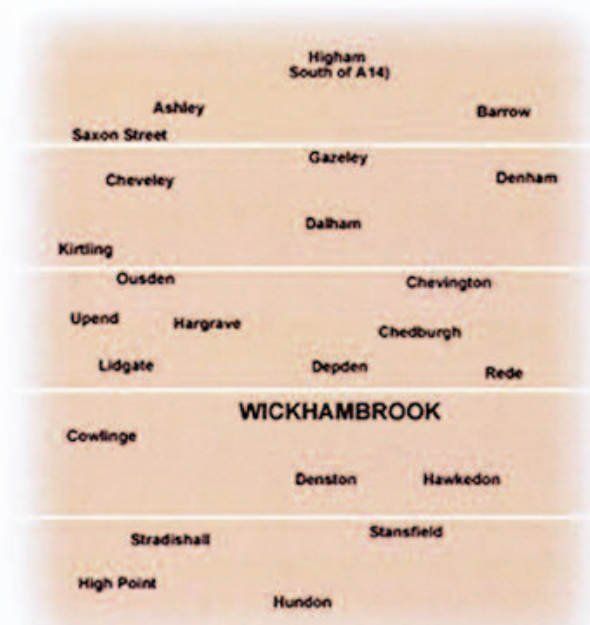 Higham
South of A14)
Ashley
Barrow
Saxon Street
Gazeley
Cheveley
Denham
Dalham
Kirtling
Ousden
Chevington
Upend
Hargrave
Chedburgh
Lidgate
Depden
Rede
WICKHAMBROOK
Cowlinge
Denston
Hawkedon
Stradishall
Stansfield
High Point
Hundon